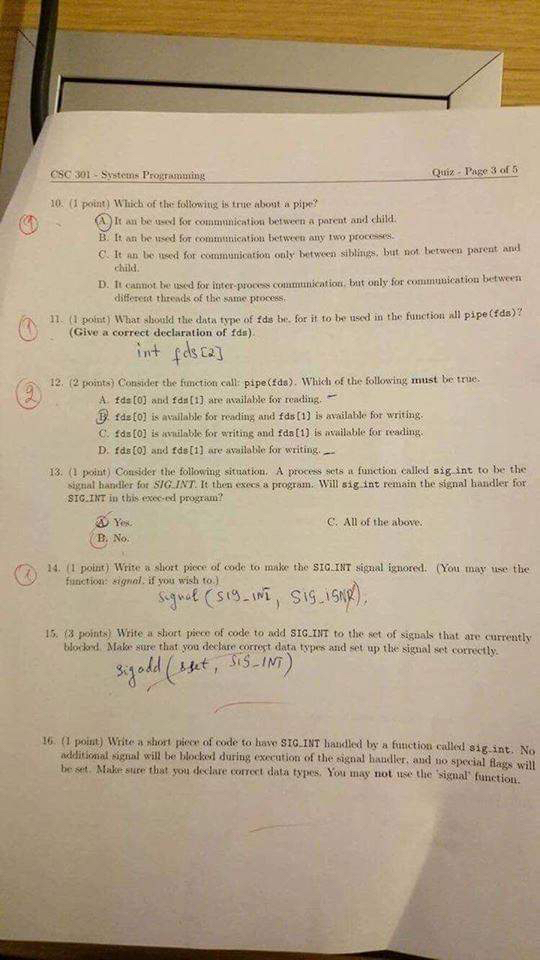 CSC 301 - Systems Programming
Quiz - Page 3 of 5
10. (1 point) Which of the following is true about a pipe?
A. It an be used for communication between a parent and child.
B. It an be used for communication between any two processes.
C. It an be used for communication only between siblings, but not between parent and
child.
D. It cannot be used for inter-process communication, but only for communication between
different threads of the same process.
1
11. (1 point) What should the data type of fds be, for it to be used in the function all pipe(fds)?
(Give a correct declaration of fds).
int fds[2]
2
12. (2 points) Consider the function call: pipe(fds). Which of the following must be true.
A. fds[0] and fds[1] are available for reading.
B. fds[0] is available for reading and fds[1] is available for writing.
C. fds[0] is available for writing and fds[1] is available for reading.
D. fds[0] and fds[1] are available for writing.
13. (1 point) Consider the following situation. A process sets a function called sig_int to be the
signal handler for SIG_INT. It then execs a program. Will sig_int remain the signal handler for
SIG_INT in this exec-ed program?
A. Yes.
C. All of the above.
B. No.
14. (1 point) Write a short piece of code to make the SIG_INT signal ignored. (You may use the
function: signal, if you wish to.)
signal (SIG_INT,
15. (3 points) Write a short piece of code to add SIG_INT to the set of signals that are currently
blocked. Make sure that you declare correct data types and set up the signal set correctly.
sigadd (sset, SIG_INT)
16. (1 point) Write a short piece of code to have SIG_INT handled by a function called sig_int. No
additional signal will be blocked during execution of the signal handler, and no special flags will
be set. Make sure that you declare correct data types. You may not use the 'signal' function.